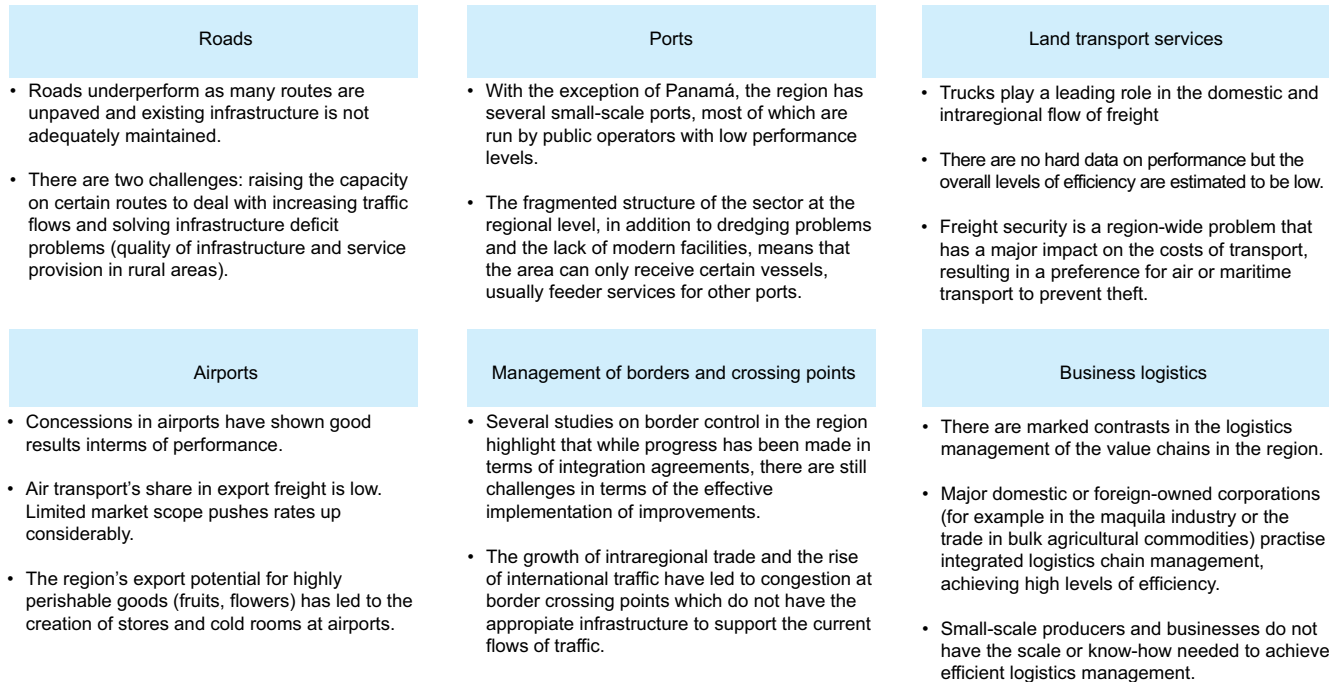 Roads
• Roads underperform as many routes are
unpaved and existing infrastructure is not
adequately maintained.
• There are two challenges: raising the capacity
on certain routes to deal with increasing traffic
flows and solving infrastructure deficit
problems (quality of infrastructure and service
provision in rural areas).
Ports
• With the exception of Panamá, the region has
several small-scale ports, most of which are
run by public operators with low performance
levels.
• The fragmented structure of the sector at the
regional level, in addition to dredging problems
and the lack of modern facilities, means that
the area can only receive certain vessels,
usually feeder services for other ports.
Land transport services
• Trucks play a leading role in the domestic and
intraregional flow of freight
• There are no hard data on performance but the
overall levels of efficiency are estimated to be low.
• Freight security is a region-wide problem that
has a major impact on the costs of transport,
resulting in a preference for air or maritime
transport to prevent theft.
Airports
• Concessions in airports have shown good
results interms of performance.
• Air transport's share in export freight is low.
Limited market scope pushes rates up
considerably.
• The region's export potential for highly
perishable goods (fruits, flowers) has led to the
creation of stores and cold rooms at airports.
Management of borders and crossing points
• Several studies on border control in the region
highlight that while progress has been made in
terms of integration agreements, there are still
challenges in terms of the effective
implementation of improvements.
• The growth of intraregional trade and the rise
of international traffic have led to congestion at
border crossing points which do not have the
appropiate infrastructure to support the current
flows of traffic.
Business logistics
• There are marked contrasts in the logistics
management of the value chains in the region.
• Major domestic or foreign-owned corporations
(for example in the maquila industry or the
trade in bulk agricultural commodities) practise
integrated logistics chain management,
achieving high levels of efficiency.
• Small-scale producers and businesses do not
have the scale or know-how needed to achieve
efficient logistics management.